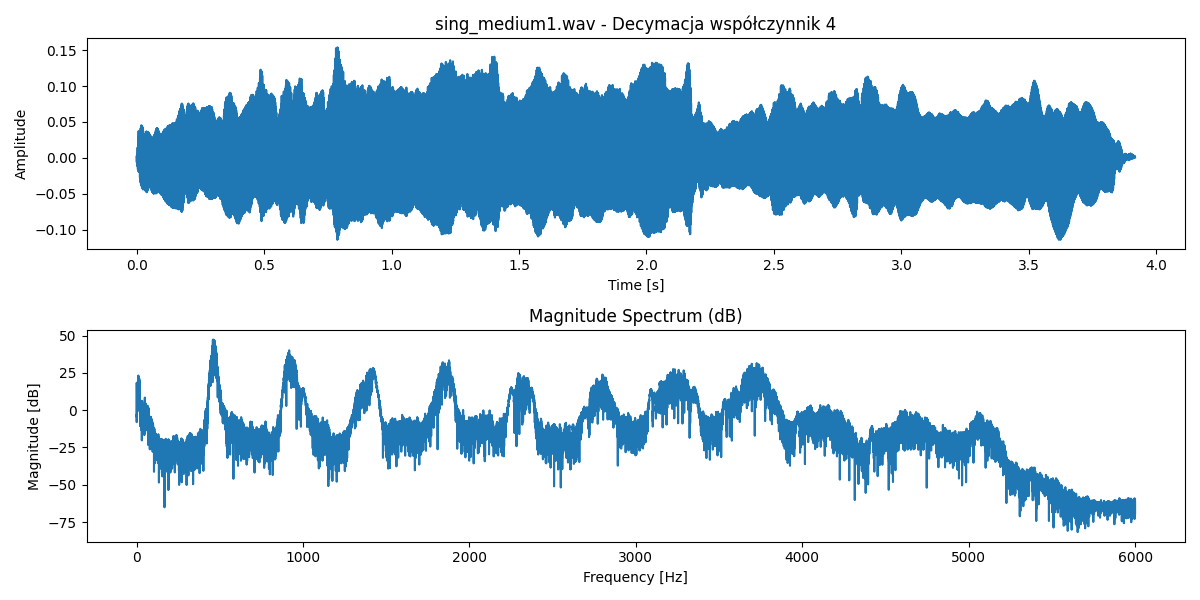 sing_medium1.wav - Decymacja współczynnik 4
0.15
0.10
0.05
0.00
−0.05
−0.10
Amplitude
0.0 0.5 1.0 1.5 2.0 2.5 3.0 3.5 4.0
Time [s]
Magnitude Spectrum (dB)
50
25
0
−25
−50
−75
Magnitude [dB]
0 1000 2000 3000 4000 5000 6000
Frequency [Hz]